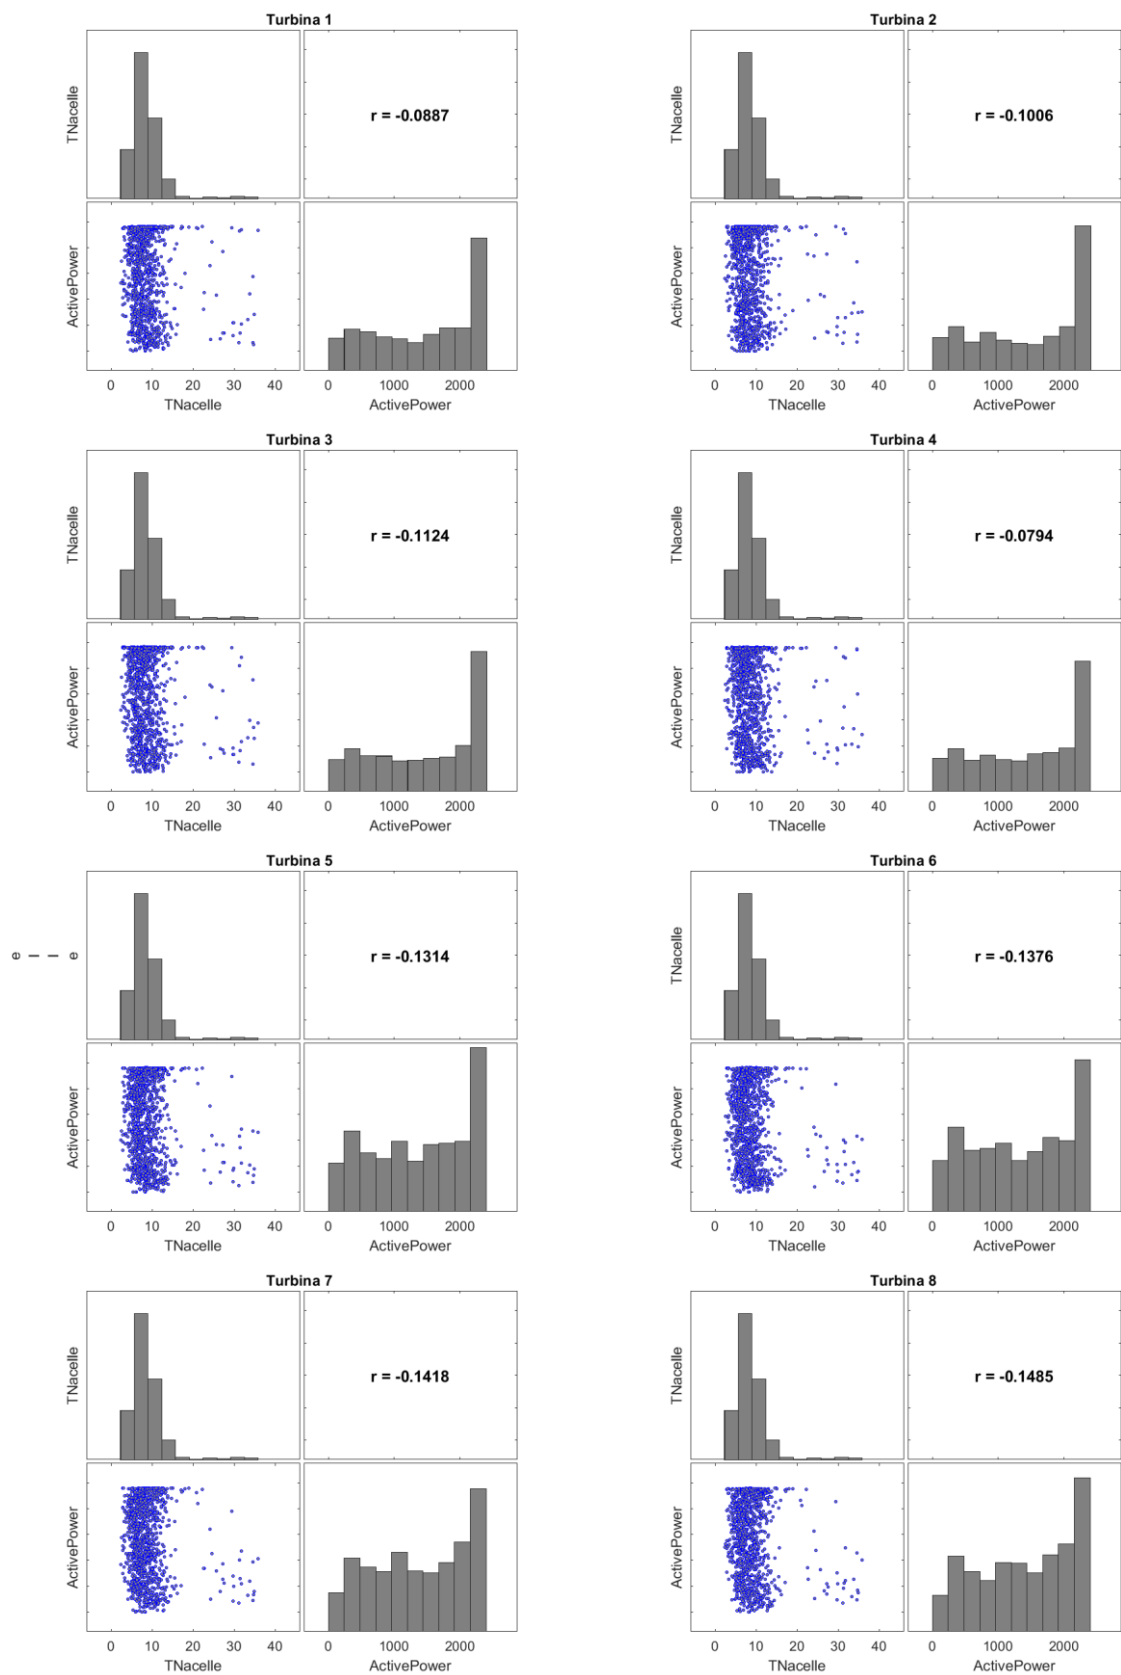 Turbina 1
TNacelle
r = -0.0887
ActivePower
0 10 20 30 40
0 1000 2000
TNacelle
ActivePower
Turbina 2
TNacelle
r = -0.1006
ActivePower
0 10 20 30 40
0 1000 2000
TNacelle
ActivePower
Turbina 3
TNacelle
r = -0.1124
ActivePower
0 10 20 30 40
0 1000 2000
TNacelle
ActivePower
Turbina 4
TNacelle
r = -0.0794
ActivePower
0 10 20 30 40
0 1000 2000
TNacelle
ActivePower
Turbina 5
e l l e
r = -0.1314
ActivePower
0 10 20 30 40
0 1000 2000
TNacelle
ActivePower
Turbina 6
TNacelle
r = -0.1376
ActivePower
0 10 20 30 40
0 1000 2000
TNacelle
ActivePower
Turbina 7
TNacelle
r = -0.1418
ActivePower
0 10 20 30 40
0 1000 2000
TNacelle
ActivePower
Turbina 8
TNacelle
r = -0.1485
ActivePower
0 10 20 30 40
0 1000 2000
TNacelle
ActivePower